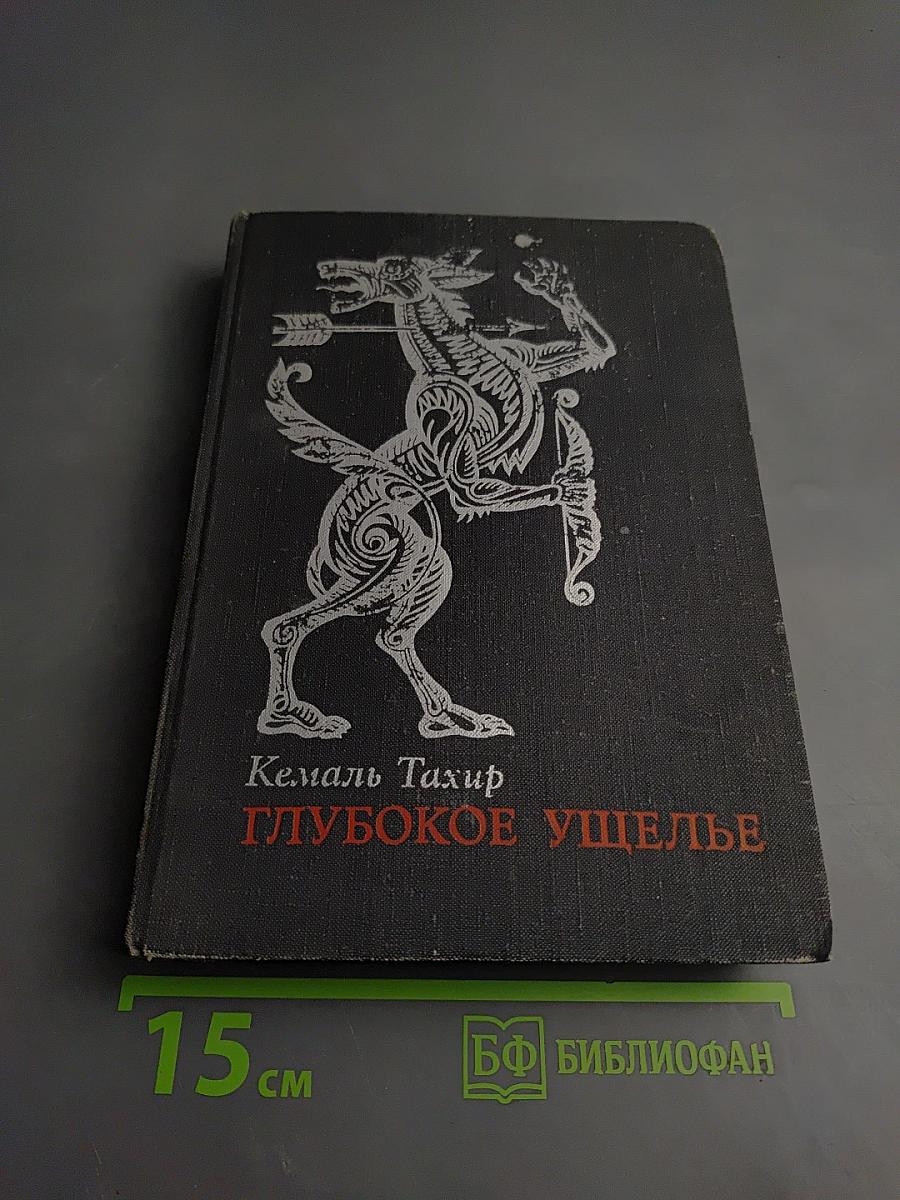 Кемаль Тахир
ГЛУБОКОЕ УЩЕЛЬЕ
15 см
БФ БИБЛИОФАН